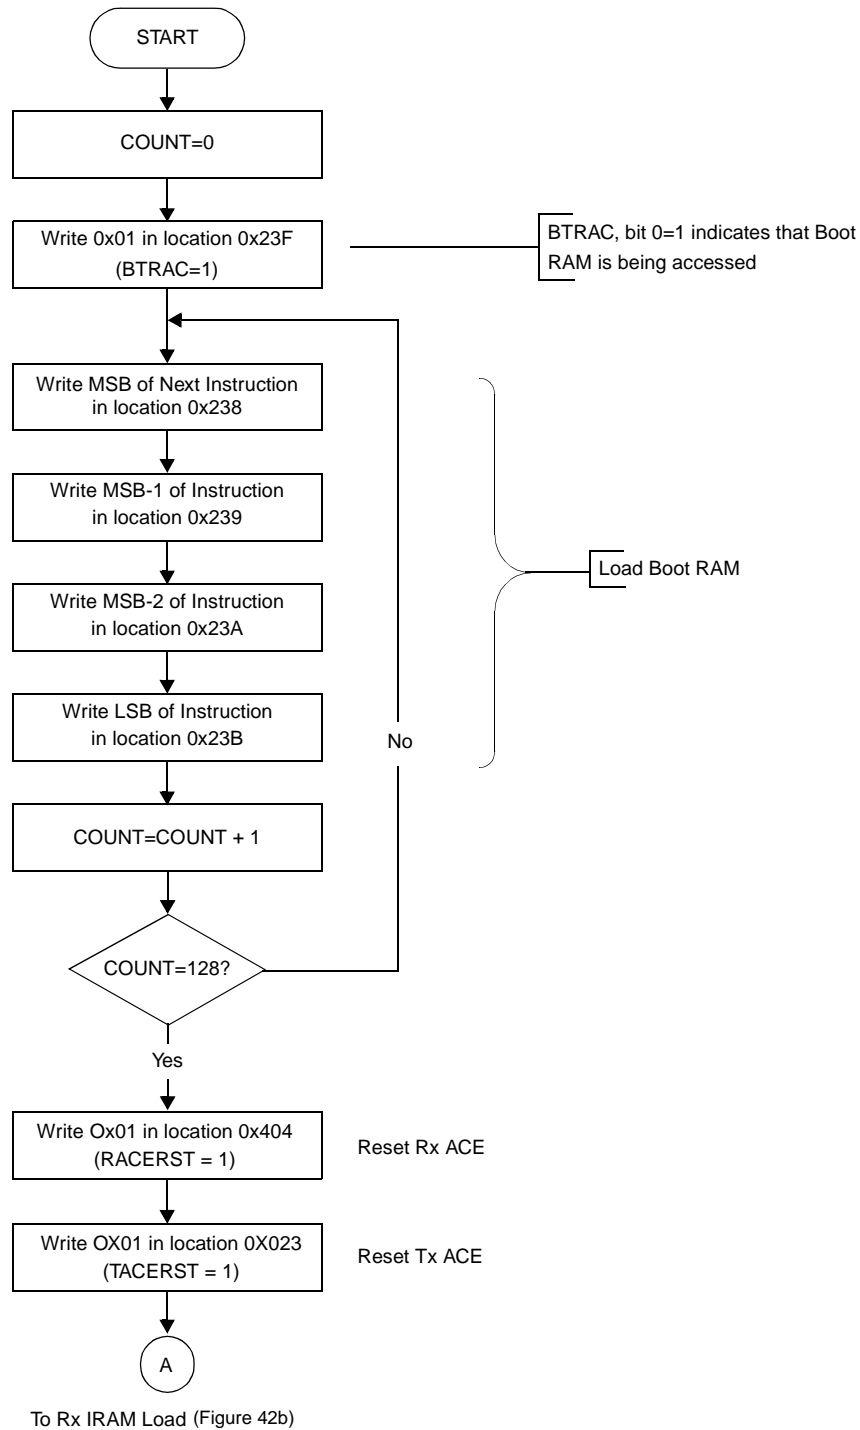 START
COUNT=0
Write 0x01 in location 0x23F
(BTRAC=1)
BTRAC, bit 0=1 indicates that Boot
RAM is being accessed
Write MSB of Next Instruction
in location 0x238
Write MSB-1 of Instruction
in location 0x239
Load Boot RAM
Write MSB-2 of Instruction
in location 0x23A
Write LSB of Instruction
in location 0x23B
No
COUNT=COUNT + 1
COUNT=128?
Yes
Write Ox01 in location 0x404
(RACERST = 1)
Reset Rx ACE
Write OX01 in location 0X023
(TACERST = 1)
Reset Tx ACE
A
To Rx IRAM Load (Figure 42b)